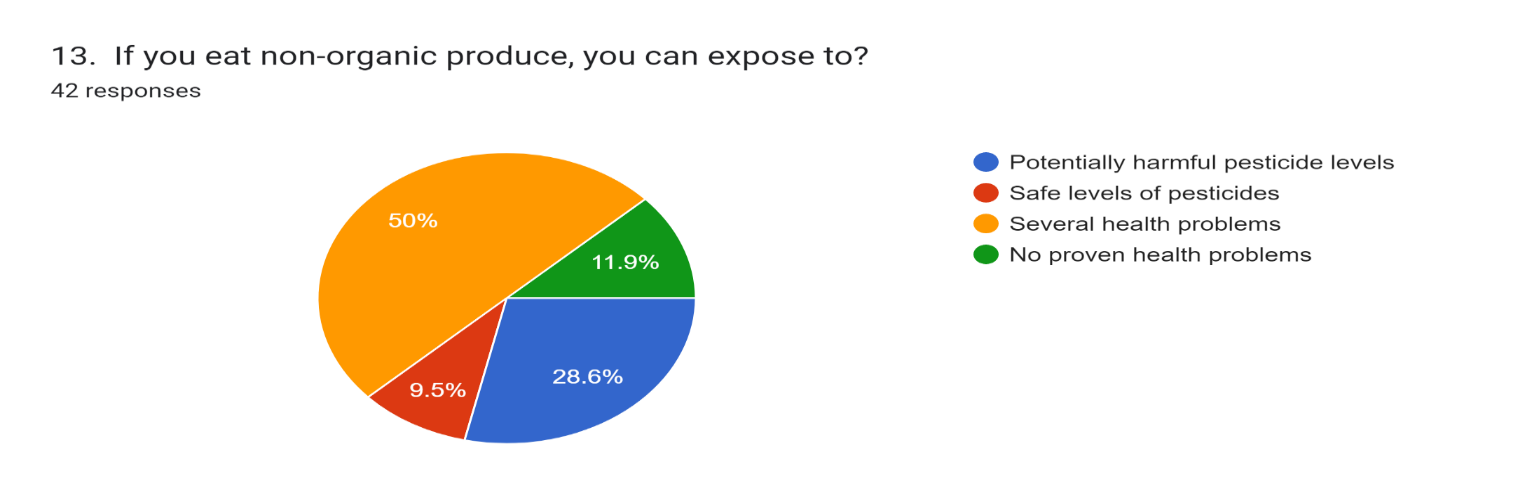 13. If you eat non-organic produce, you can expose to?
42 responses
50%
11.9%
9.5%
28.6%
Potentially harmful pesticide levels
Safe levels of pesticides
Several health problems
No proven health problems